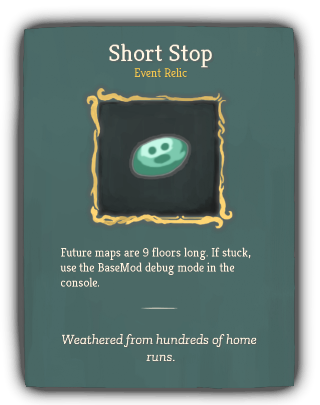 Short Stop
Event Relic
Future maps are 9 floors long. If stuck,
use the BaseMod debug mode in the
console.
Weathered from hundreds of home
runs.